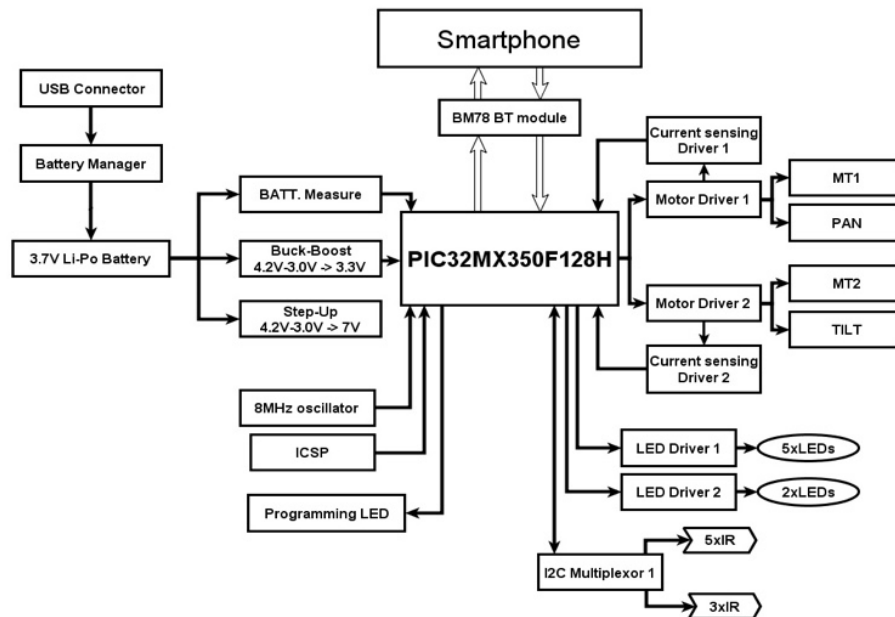 Smartphone
USB Connector
BM78 BT module
Current sensing
Driver 1
Battery Manager
MT1
BATT. Measure
Motor Driver 1
PAN
3.7V Li-Po Battery
Buck-Boost
4.2V-3.0V -> 3.3V
PIC32MX350F128H
MT2
Step-Up
4.2V-3.0V -> 7V
Motor Driver 2
TILT
Current sensing
Driver 2
8MHz oscillator
ICSP
LED Driver 1
5xLEDs
LED Driver 2
2xLEDs
Programming LED
5xIR
I2C Multiplexor 1
3xIR